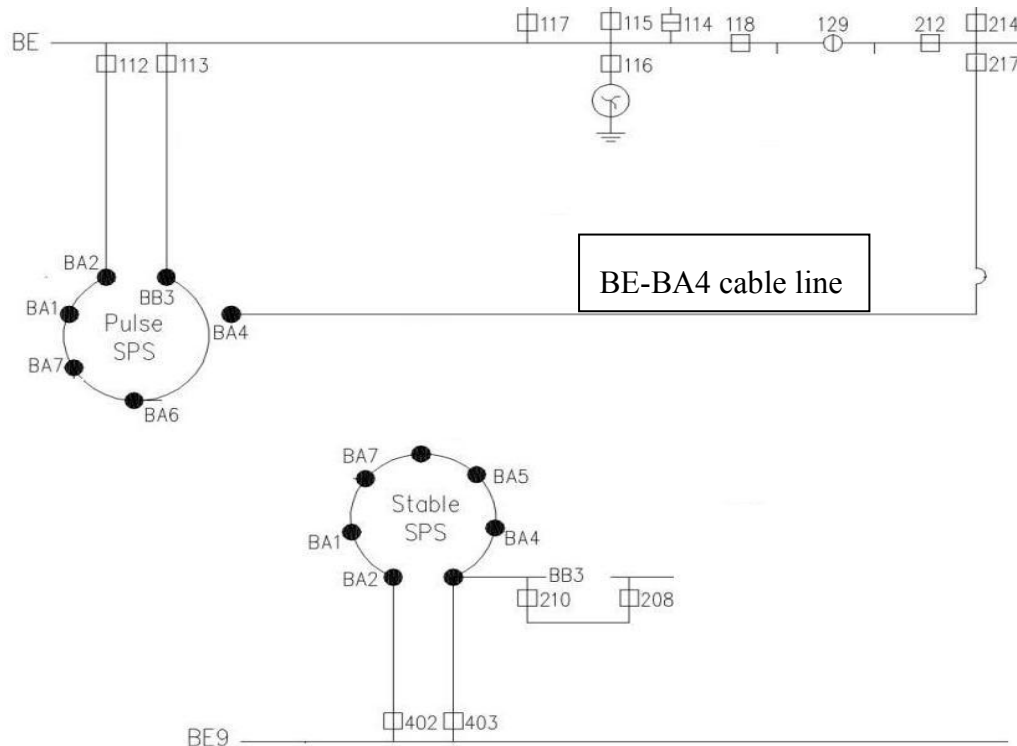 117
115
114
118
129
212
214
BE
112
113
116
217
BA2
BB3
BE-BA4 cable line
BA1
Pulse
SPS
BA4
BA7
BA6
BA7
BA5
Stable
SPS
BA1
BA4
BA2
BB3
210
208
402
403
BE9